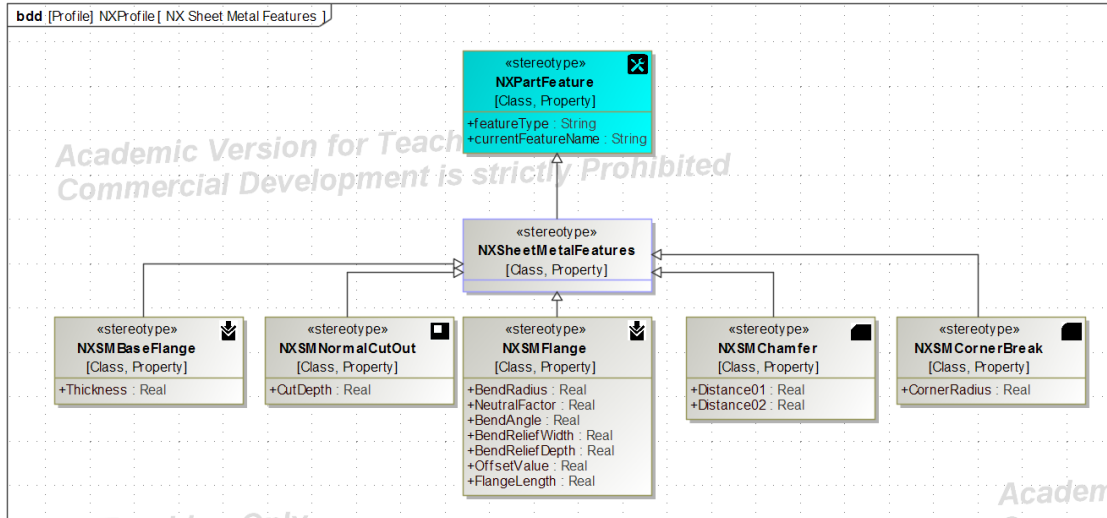 bdd [Profile] NXProfile [ NX Sheet Metal Features ]
«stereotype»
NXPartFeature
[Class, Property]
+featureType : String
+currentFeatureName : String
Academic Version for Teach
Commercial Development is strictly Prohibited
«stereotype»
NXSheetMetalFeatures
[Class, Property]
«stereotype»
NXSMBaseFlange
[Class, Property]
+Thickness : Real
«stereotype»
NXSMNormalCutOut
[Class, Property]
+CutDepth : Real
«stereotype»
NXSMFlange
[Class, Property]
+BendRadius : Real
+NeutralFactor : Real
+BendAngle : Real
+BendReliefWidth : Real
+BendReliefDepth : Real
+OffsetValue : Real
+FlangeLength : Real
«stereotype»
NXSMChamfer
[Class, Property]
+Distance01 : Real
+Distance02 : Real
«stereotype»
NXSMCornerBreak
[Class, Property]
+CornerRadius : Real
Academ